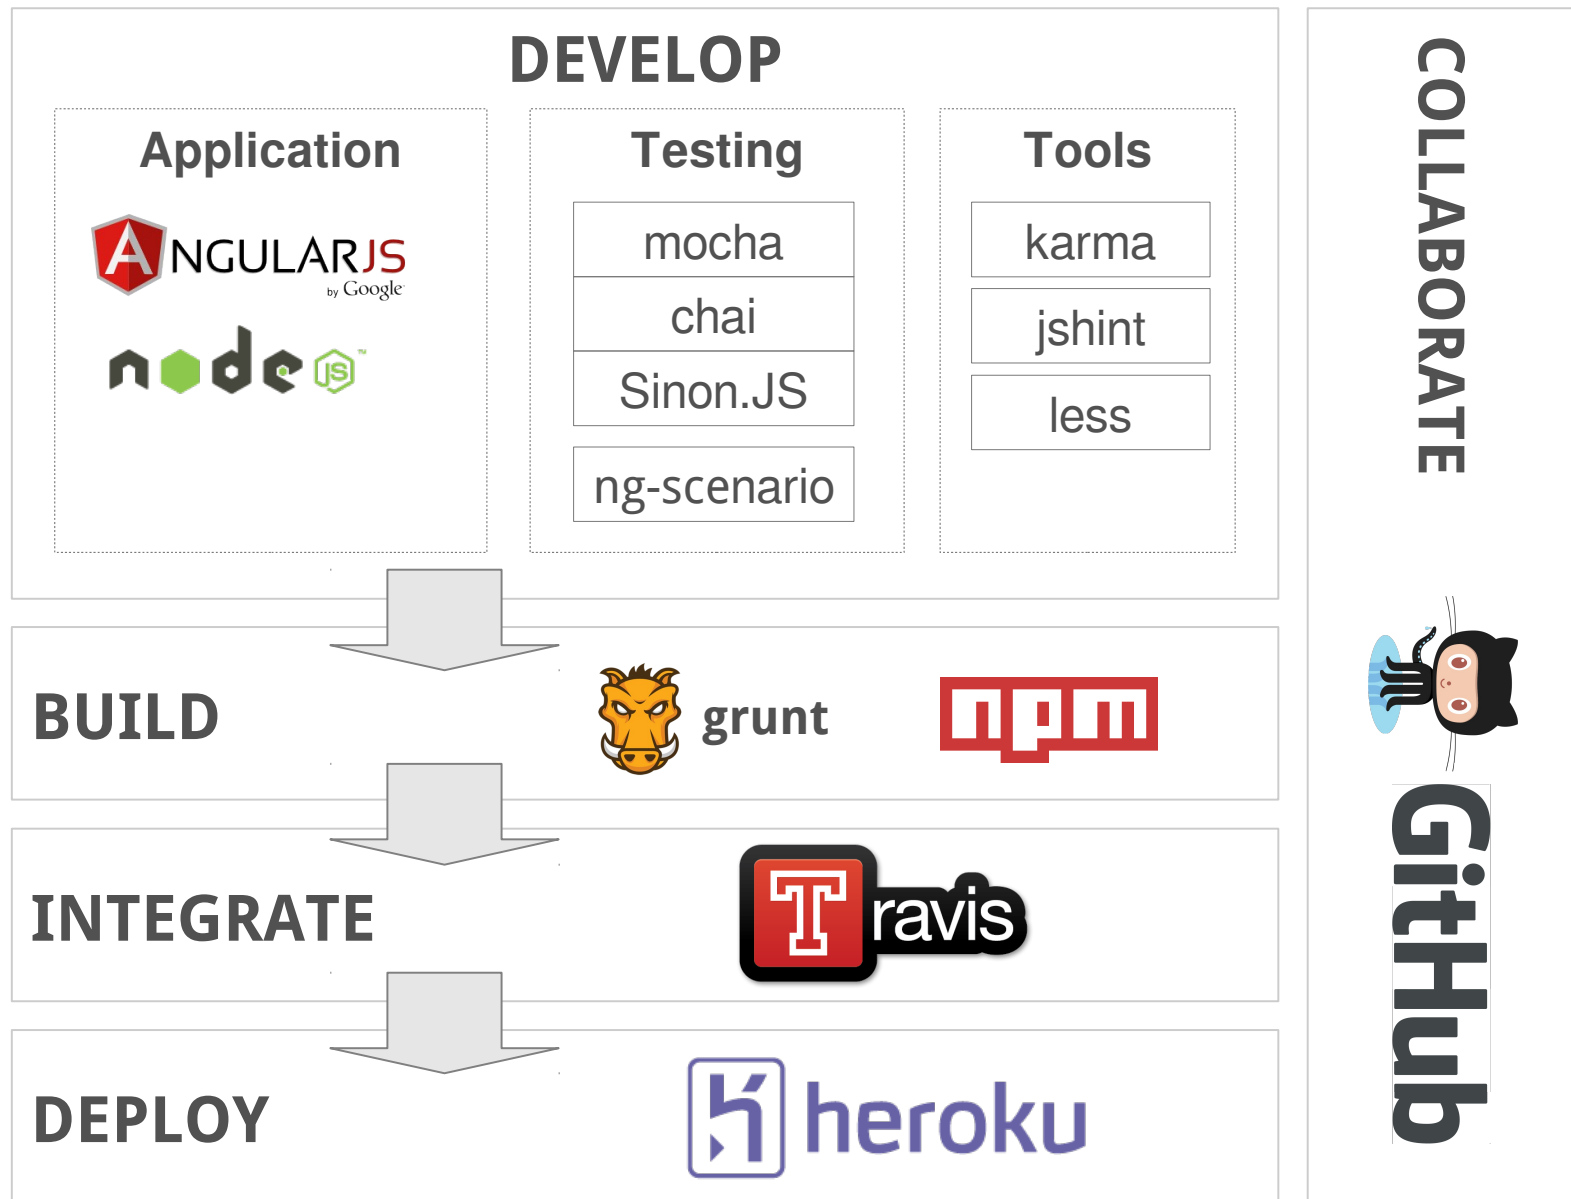 DEVELOP
Application
ANGULARJS
by Google
node JS™
Testing
mocha
chai
Sinon.JS
ng-scenario
Tools
karma
jshint
less
BUILD
grunt
npm
INTEGRATE
Travis
DEPLOY
heroku
COLLABORATE
GitHub